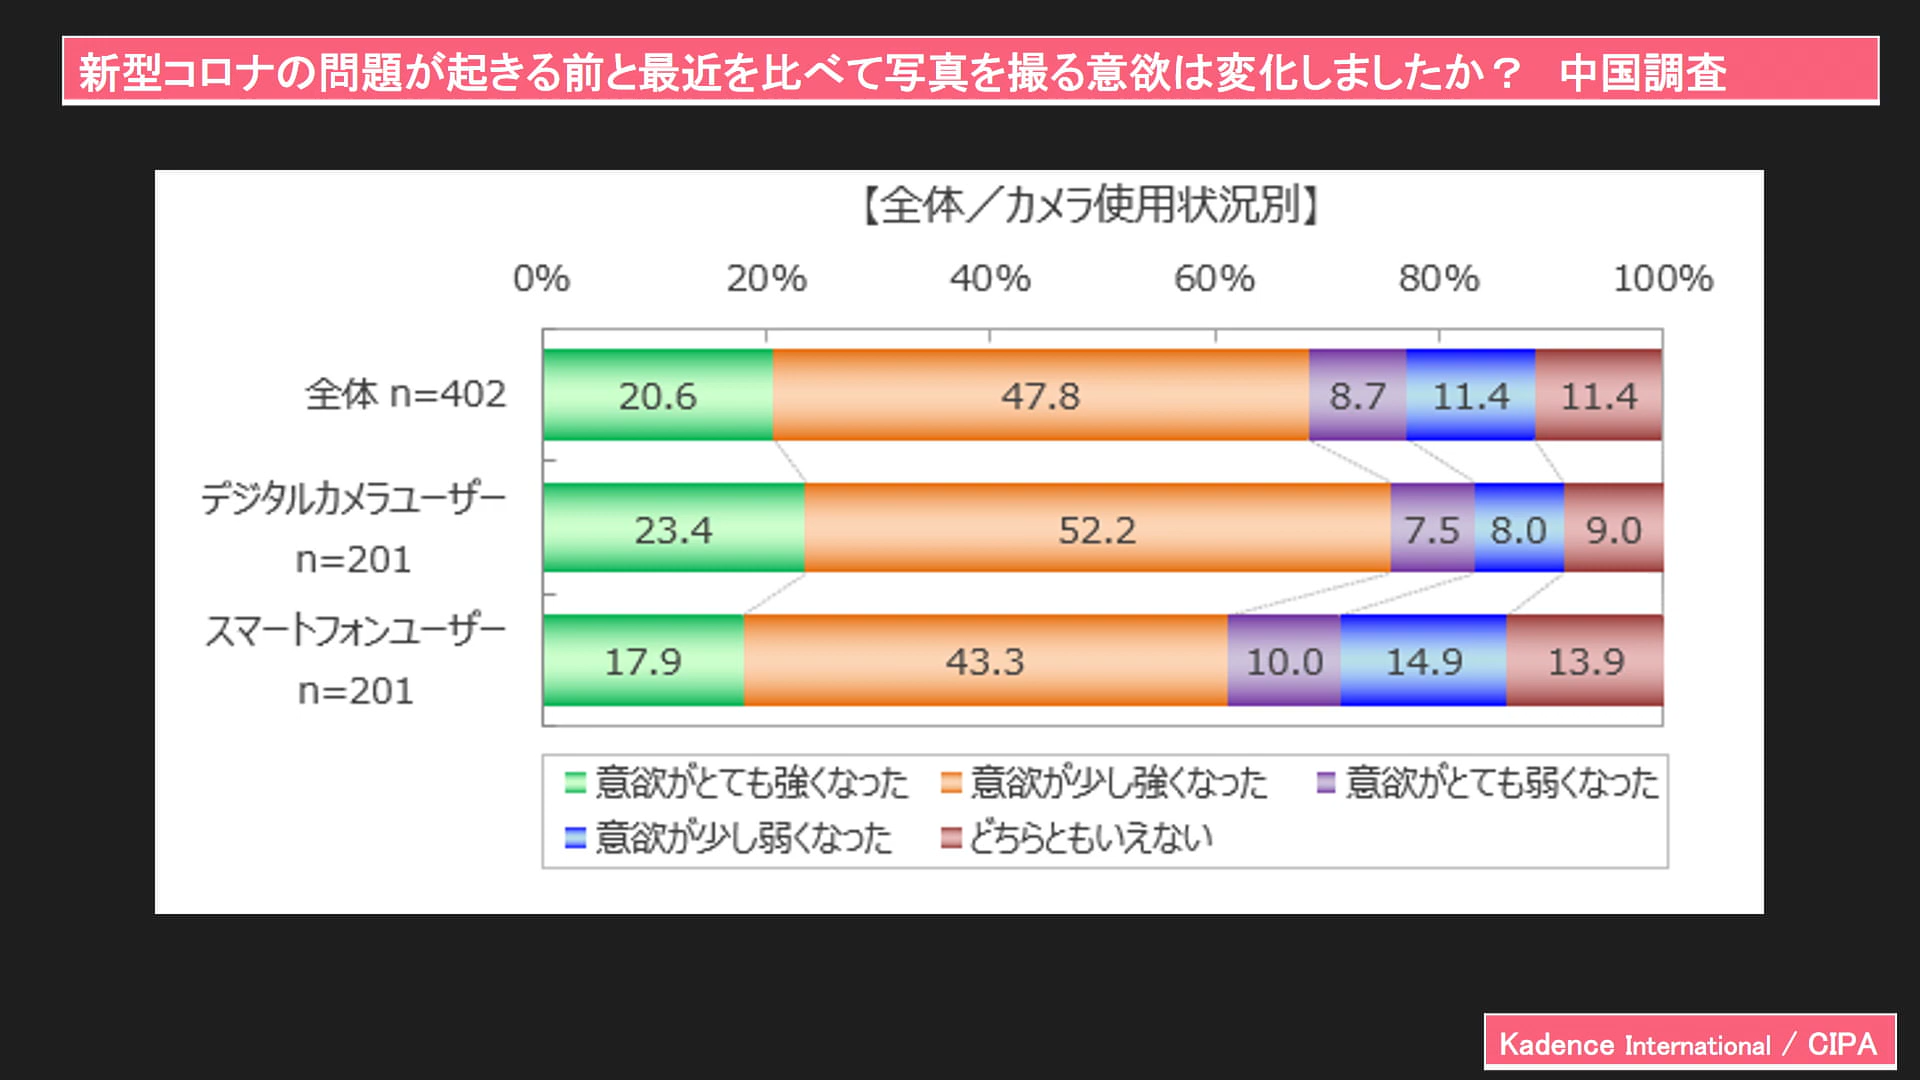 新型コロナの問題が起きる前と最近を比べて写真を撮る意欲は変化しましたか？　中国調査
【全体／カメラ使用状況別】
0% 20% 40% 60% 80% 100%
全体 n=402 20.6 47.8 8.7 11.4 11.4
デジタルカメラユーザー
n=201 23.4 52.2 7.5 8.0 9.0
スマートフォンユーザー
n=201 17.9 43.3 10.0 14.9 13.9
意欲がとても強くなった 意欲が少し強くなった 意欲がとても弱くなった
意欲が少し弱くなった どちらともいえない
Kadence International / CIPA